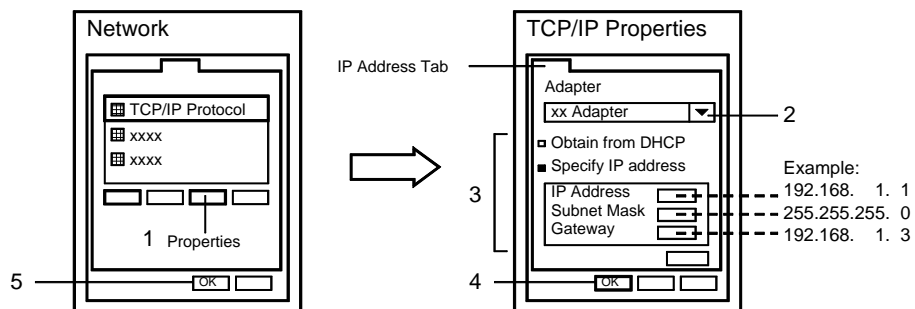 Network
TCP/IP Protocol
xxxx
xxxx
1 Properties
5
OK
TCP/IP Properties
IP Address Tab
Adapter
xx Adapter
2
3
Obtain from DHCP
Specify IP address
Example:
IP Address 192.168. 1. 1
Subnet Mask 255.255.255. 0
Gateway 192.168. 1. 3
4
OK